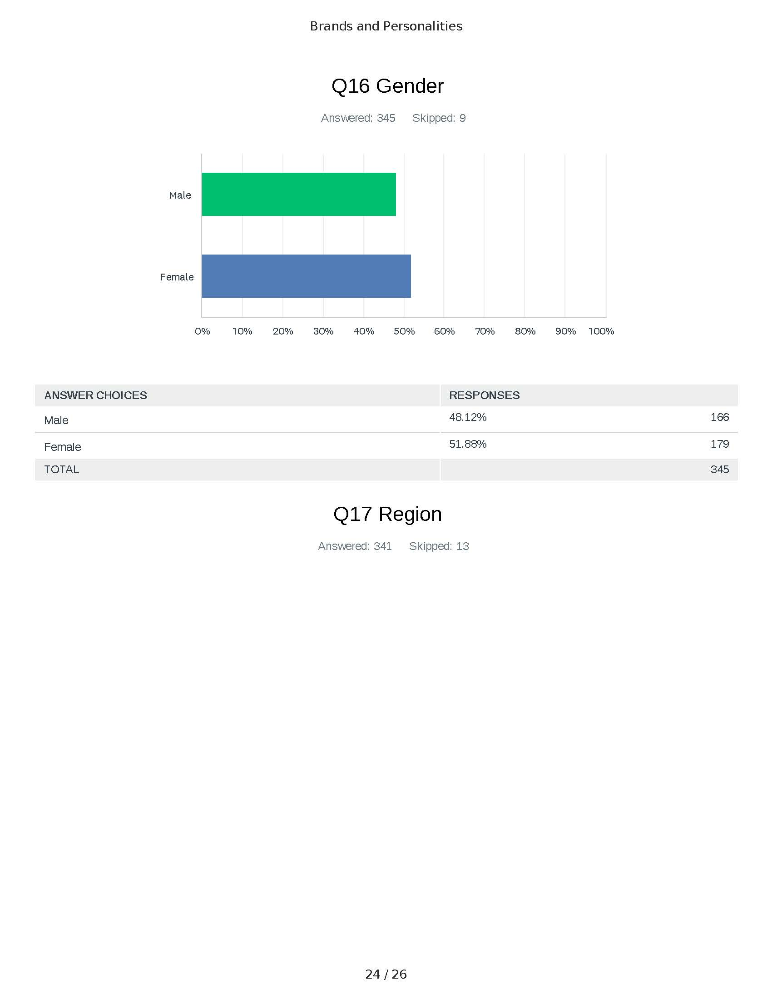 Brands and Personalities
Q16 Gender
Answered: 345 Skipped: 9
Male
Female
0% 10% 20% 30% 40% 50% 60% 70% 80% 90% 100%
ANSWER CHOICES RESPONSES
Male 48.12% 166
Female 51.88% 179
TOTAL 345
Q17 Region
Answered: 341 Skipped: 13
24 / 26